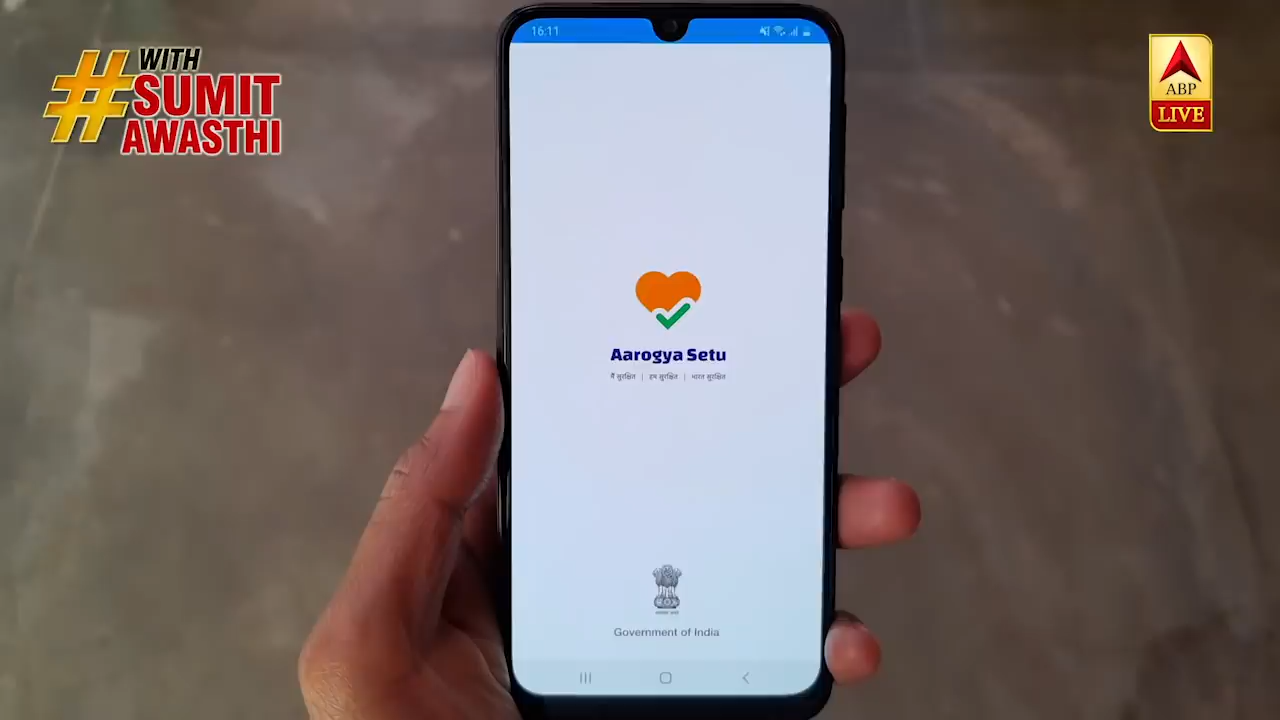 #WITH
SUMIT
AWASTHI
ABP
LIVE
16:11
Aarogya Setu
मैं सुरक्षित | हम सुरक्षित | भारत सुरक्षित
Government of India